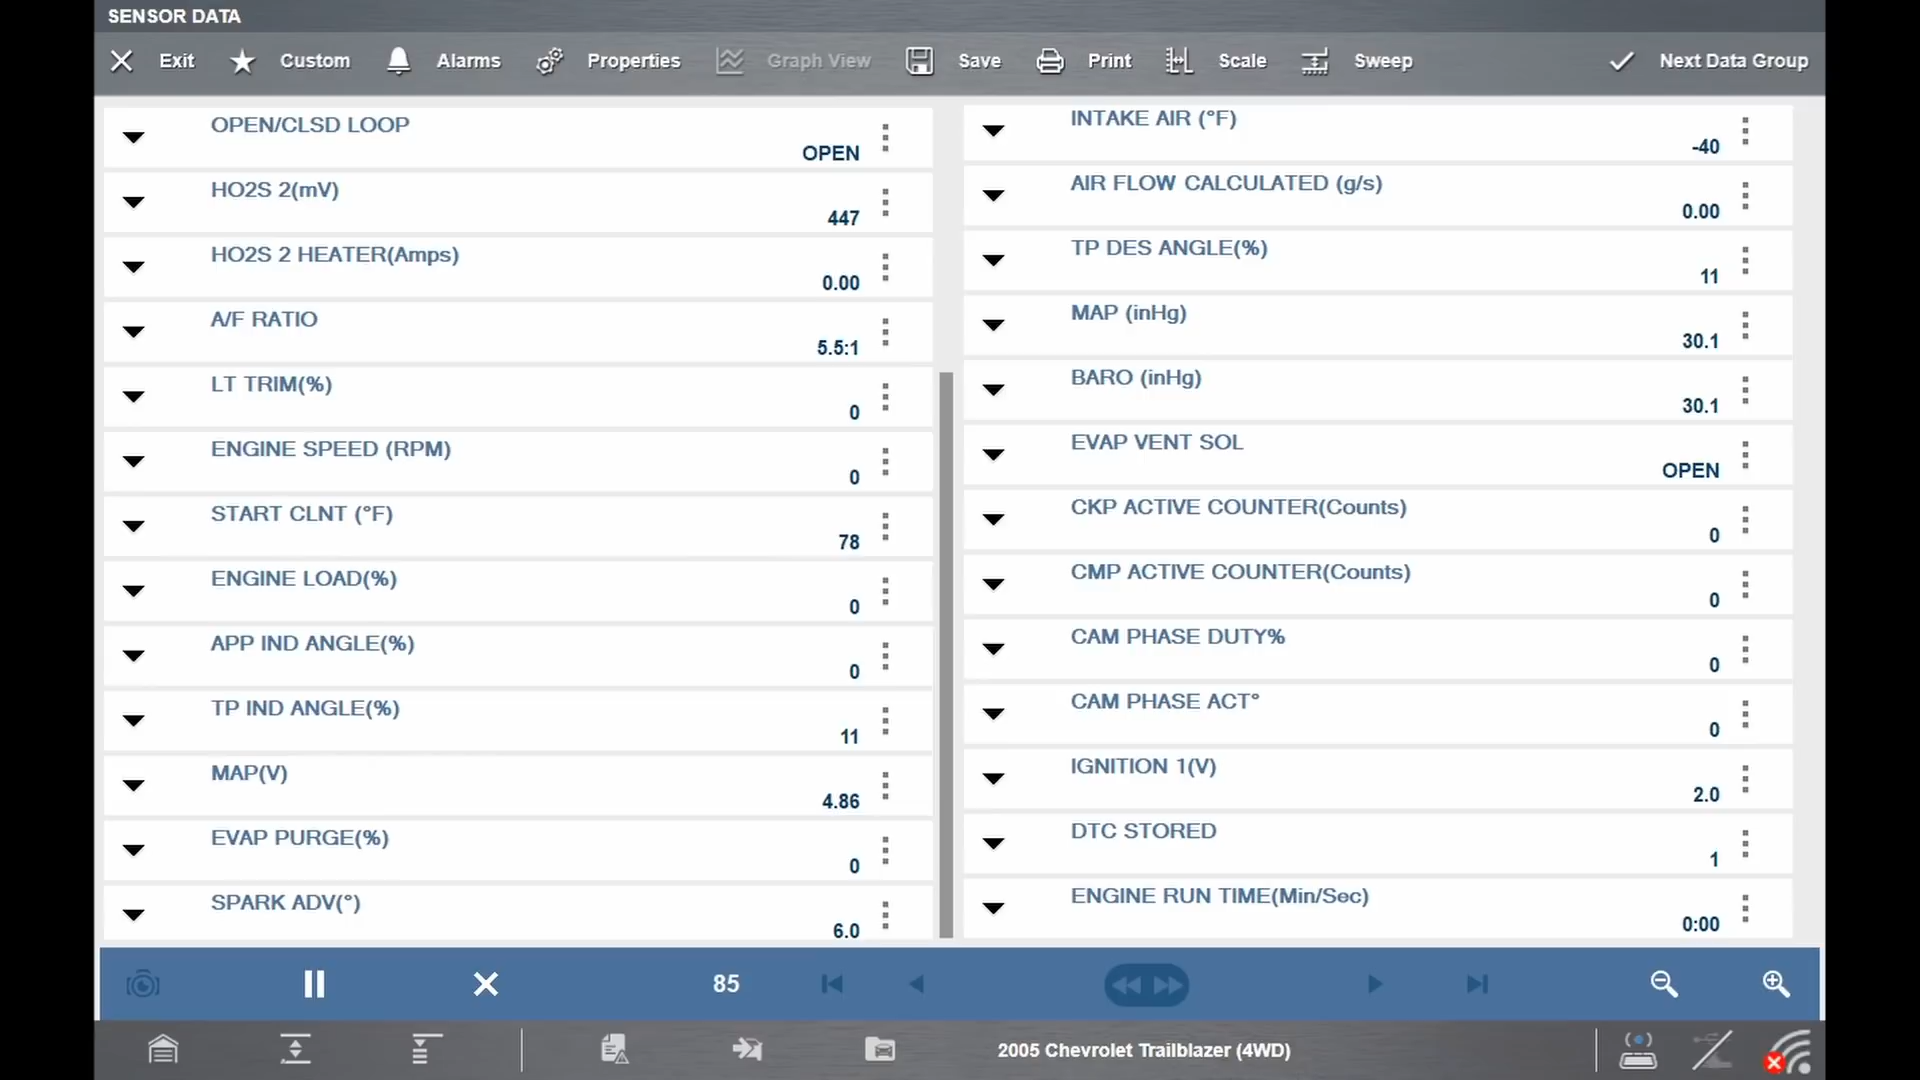 SENSOR DATA
Exit Custom Alarms Properties Graph View Save Print Scale Sweep Next Data Group
OPEN/CLSD LOOP
OPEN
HO2S 2(mV)
447
HO2S 2 HEATER(Amps)
0.00
A/F RATIO
5.5:1
LT TRIM(%)
0
ENGINE SPEED (RPM)
0
START CLNT (°F)
78
ENGINE LOAD(%)
0
APP IND ANGLE(%)
0
TP IND ANGLE(%)
11
MAP(V)
4.86
EVAP PURGE(%)
0
SPARK ADV(°)
6.0
INTAKE AIR (°F)
-40
AIR FLOW CALCULATED (g/s)
0.00
TP DES ANGLE(%)
11
MAP (inHg)
30.1
BARO (inHg)
30.1
EVAP VENT SOL
OPEN
CKP ACTIVE COUNTER(Counts)
0
CMP ACTIVE COUNTER(Counts)
0
CAM PHASE DUTY%
0
CAM PHASE ACT°
0
IGNITION 1(V)
2.0
DTC STORED
1
ENGINE RUN TIME(Min/Sec)
0:00
85
2005 Chevrolet Trailblazer (4WD)